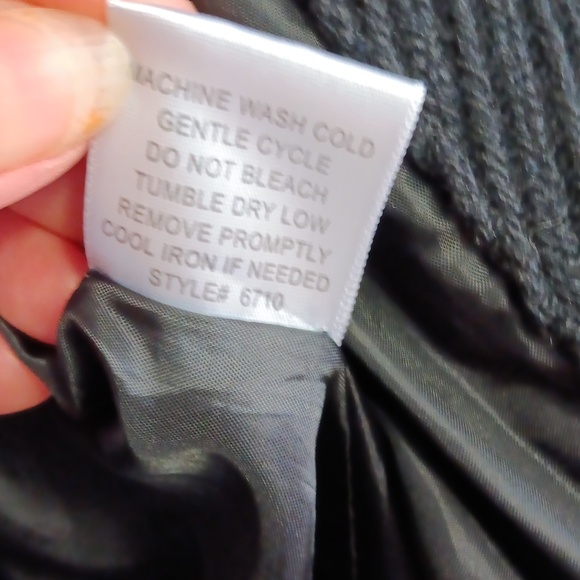 MACHINE WASH COLD
GENTLE CYCLE
DO NOT BLEACH
TUMBLE DRY LOW
REMOVE PROMPTLY
COOL IRON IF NEEDED
STYLE# 6710